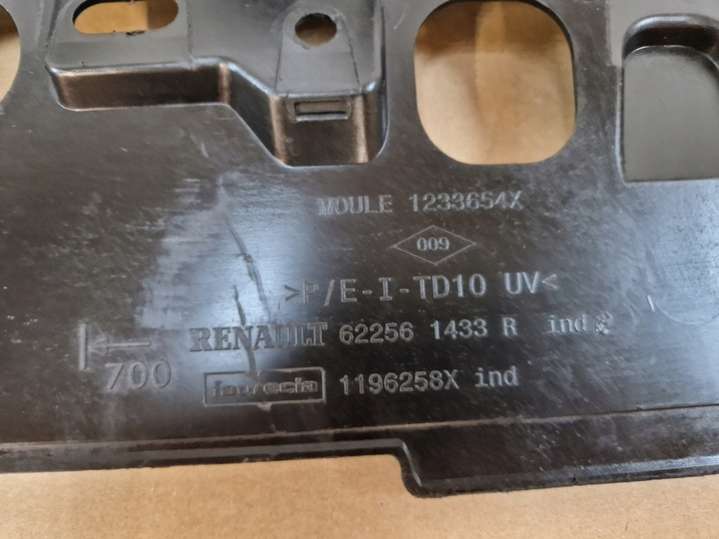 MOULE 1233654X
009
>P/E-I-TD10 UV<
RENAULT 62256 1433 R ind
700
faurecia 1196258X ind